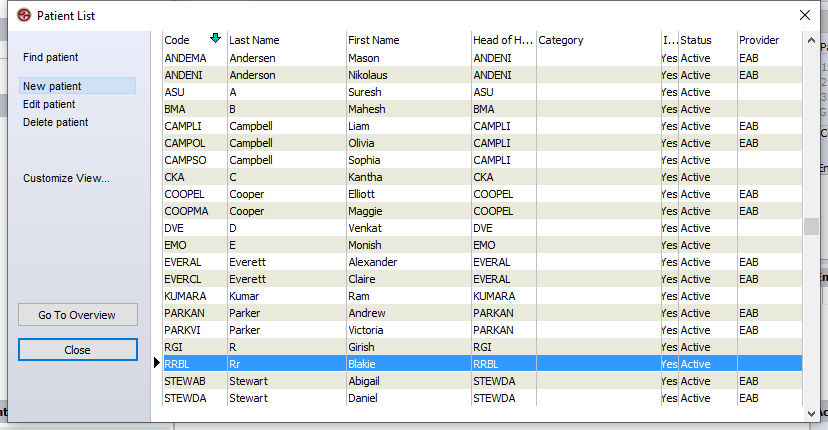 Patient List
Find patient
New patient
Edit patient
Delete patient
Customize View...
Go To Overview
Close
Code Last Name First Name Head of H... Category I... Status Provider
ANDEMA Andersen Mason ANDENI Yes Active EAB
ANDENI Anderson Nikolaus ANDENI Yes Active EAB
ASU A Suresh ASU Yes Active
BMA B Mahesh BMA Yes Active
CAMPLI Campbell Liam CAMPLI Yes Active EAB
CAMPOL Campbell Olivia CAMPLI Yes Active EAB
CAMPSO Campbell Sophia CAMPLI Yes Active
CKA C Kantha CKA Yes Active
COOPEL Cooper Elliott COOPEL Yes Active EAB
COOPMA Cooper Maggie COOPEL Yes Active EAB
DVE D Venkat DVE Yes Active
EMO E Monish EMO Yes Active
EVERAL Everett Alexander EVERAL Yes Active EAB
EVERCL Everett Claire EVERAL Yes Active EAB
KUMARA Kumar Ram KUMARA Yes Active
PARKAN Parker Andrew PARKAN Yes Active EAB
PARKVI Parker Victoria PARKAN Yes Active EAB
RGI R Girish RGI Yes Active
RRBL Rr Blakie RRBL Yes Active
STEWAB Stewart Abigail STEWDA Yes Active EAB
STEWDA Stewart Daniel STEWDA Yes Active EAB